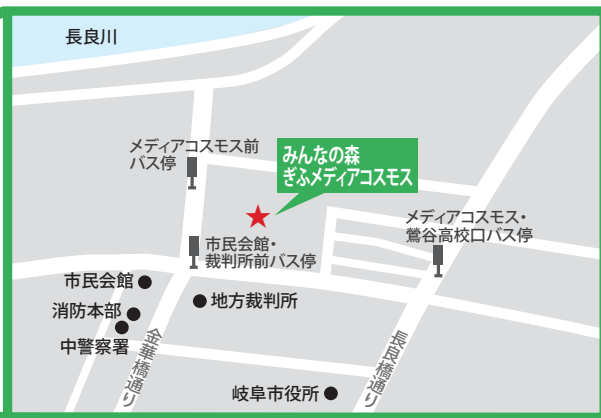 長良川
メディアコスモス前
バス停
みんなの森
ぎふメディアコスモス
メディアコスモス・
鶯谷高校口バス停
市民会館・
裁判所前バス停
市民会館
消防本部
地方裁判所
中警察署
金華橋通り
長良橋通り
岐阜市役所